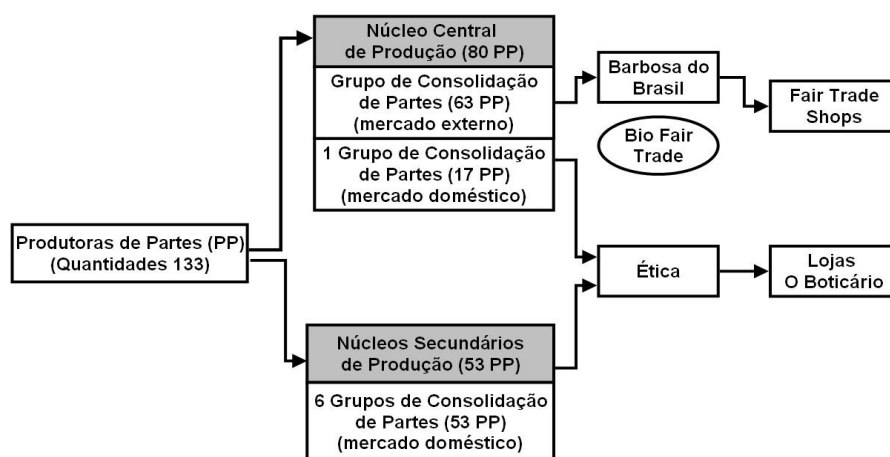 Núcleo Central
de Produção (80 PP)
Grupo de Consolidação
de Partes (63 PP)
(mercado externo)
1 Grupo de Consolidação
de Partes (17 PP)
(mercado doméstico)
Barbosa do
Brasil
Fair Trade
Shops
Bio Fair
Trade
Produtoras de Partes (PP)
(Quantidades 133)
Ética
Lojas
O Boticário
Núcleos Secundários
de Produção (53 PP)
6 Grupos de Consolidação
de Partes (53 PP)
(mercado doméstico)